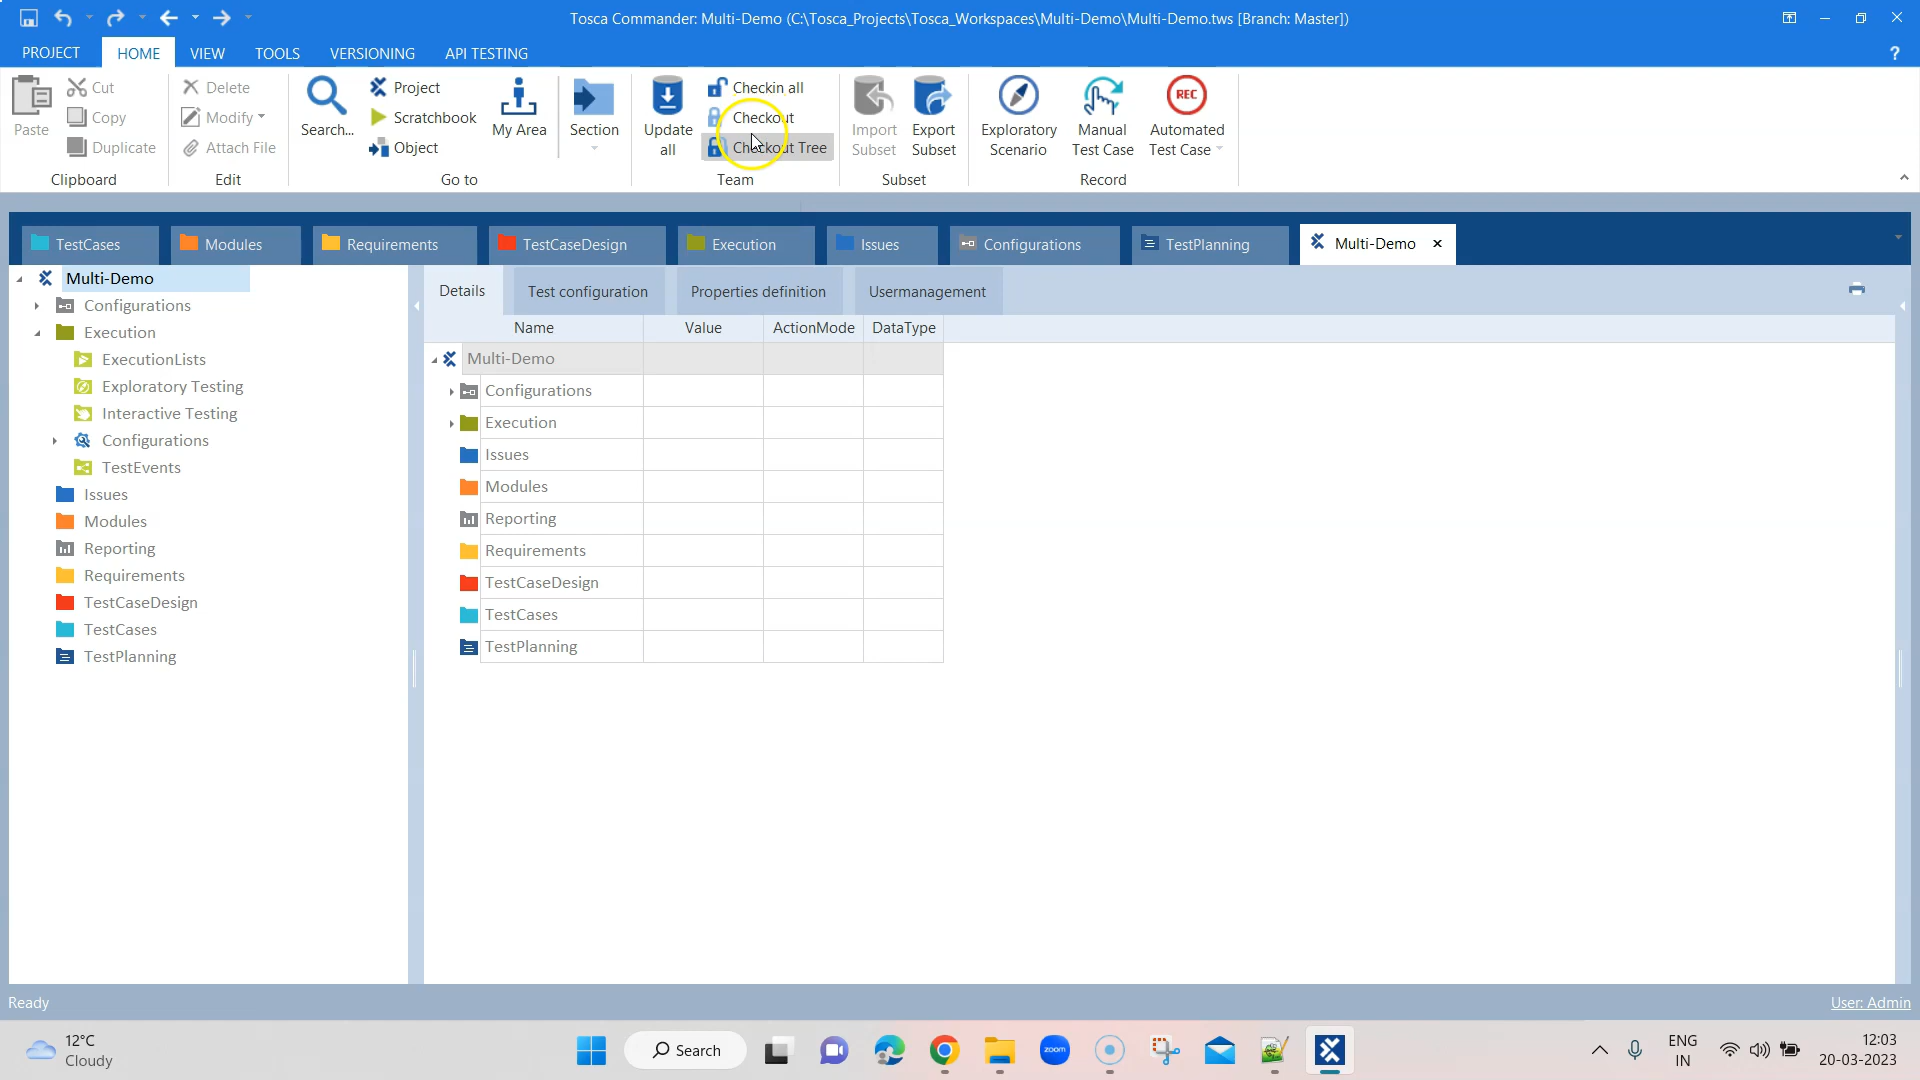 Tosca Commander: Multi-Demo (C:\Tosca_Projects\Tosca_Workspaces\Multi-Demo\Multi-Demo.tws [Branch: Master])
PROJECT HOME VIEW TOOLS VERSIONING API TESTING ?
Paste
Cut
Copy
Duplicate
Clipboard
Delete
Modify
Attach File
Edit
Search...
Project
Scratchbook
Object
My Area
Section
Go to
Update all
Checkin all
Checkout
Checkout Tree
Team
Import Subset
Export Subset
Subset
Exploratory Scenario
Manual Test Case
REC
Automated Test Case
Record
TestCases Modules Requirements TestCaseDesign Execution Issues Configurations TestPlanning Multi-Demo
Multi-Demo
Configurations
Execution
ExecutionLists
Exploratory Testing
Interactive Testing
Configurations
TestEvents
Issues
Modules
Reporting
Requirements
TestCaseDesign
TestCases
TestPlanning
Details Test configuration Properties definition Usermanagement
Name Value ActionMode DataType
Multi-Demo
Configurations
Execution
Issues
Modules
Reporting
Requirements
TestCaseDesign
TestCases
TestPlanning
Ready
User: Admin
12°C
Cloudy
Search
zoom
ENG
IN
12:03
20-03-2023